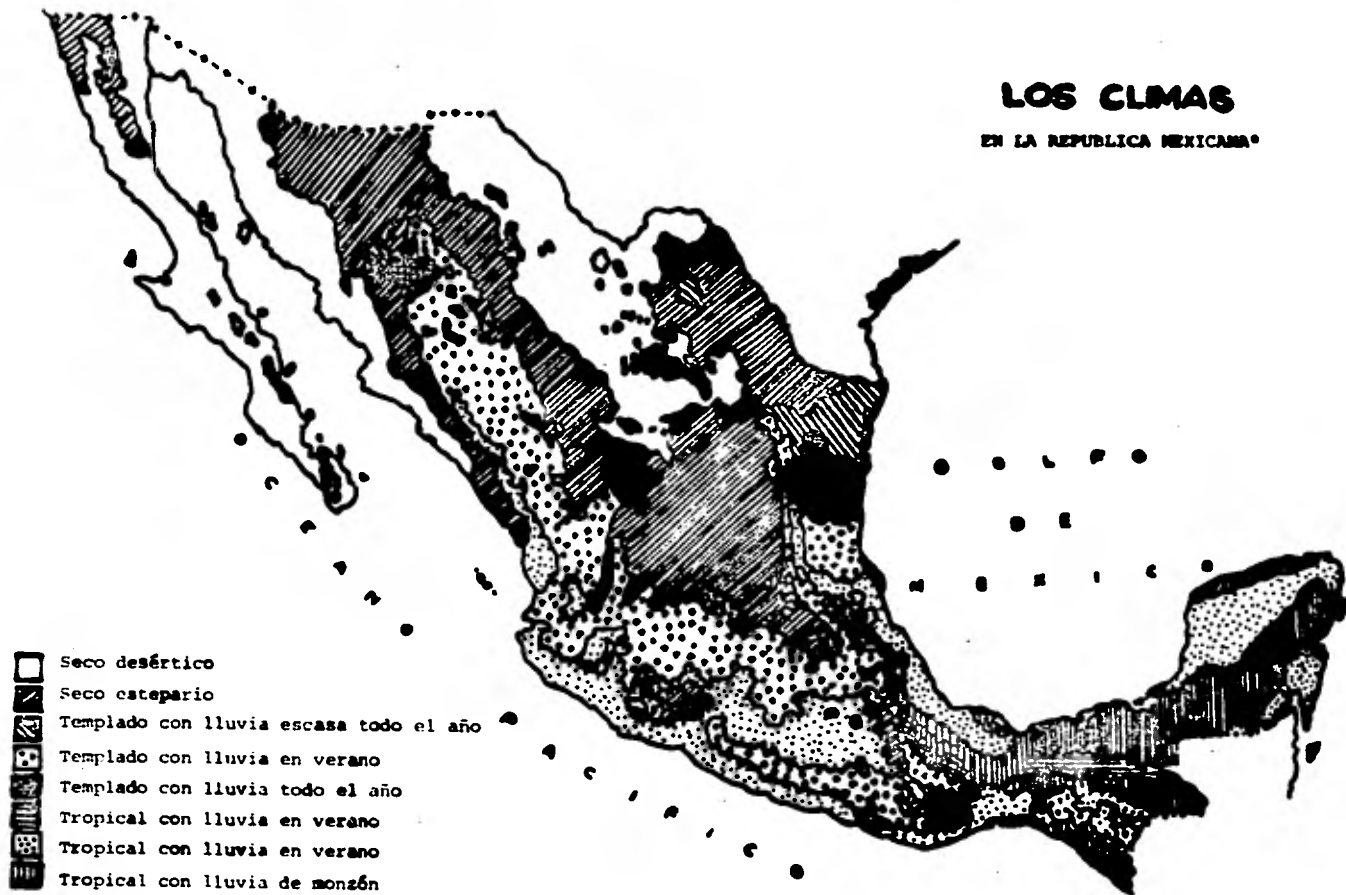 LOS CLIMAS
EN LA REPUBLICA MEXICANA*
GOLFO
DE
MEXICO
OCEANO
PACIFICO
Seco desértico
Seco estepario
Templado con lluvia escasa todo el año
Templado con lluvia en verano
Templado con lluvia todo el año
Tropical con lluvia en verano
Tropical con lluvia en verano
Tropical con lluvia de monzón